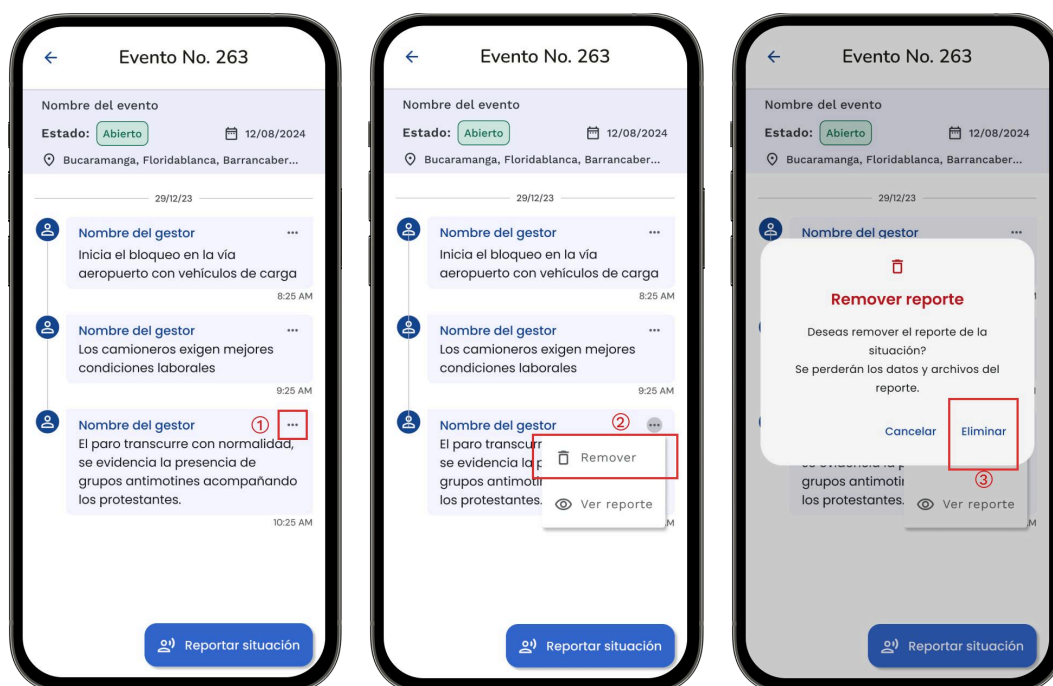 Evento No. 263
Nombre del evento
Estado: Abierto 12/08/2024
Bucaramanga, Floridablanca, Barrancaber...
29/12/23
Nombre del gestor ...
Inicia el bloqueo en la vía
aeropuerto con vehículos de carga
8:25 AM
Nombre del gestor ...
Los camioneros exigen mejores
condiciones laborales
9:25 AM
Nombre del gestor ① ...
El paro transcurre con normalidad,
se evidencia la presencia de
grupos antimotines acompañando
los protestantes.
10:25 AM
Reportar situación
Evento No. 263
Nombre del evento
Estado: Abierto 12/08/2024
Bucaramanga, Floridablanca, Barrancaber...
29/12/23
Nombre del gestor ...
Inicia el bloqueo en la vía
aeropuerto con vehículos de carga
8:25 AM
Nombre del gestor ...
Los camioneros exigen mejores
condiciones laborales
9:25 AM
Nombre del gestor ② ...
El paro transcurr
se evidencia la p
Remover
grupos antimotin
los protestantes.
Ver reporte
M
Reportar situación
Evento No. 263
Nombre del evento
Estado: Abierto 12/08/2024
Bucaramanga, Floridablanca, Barrancaber...
29/12/23
Nombre del gestor ...
Remover reporte
Deseas remover el reporte de la
situación?
Se perderán los datos y archivos del
reporte.
Cancelar Eliminar
③
grupos antimotin
los protestantes.
Ver reporte
M
Reportar situación